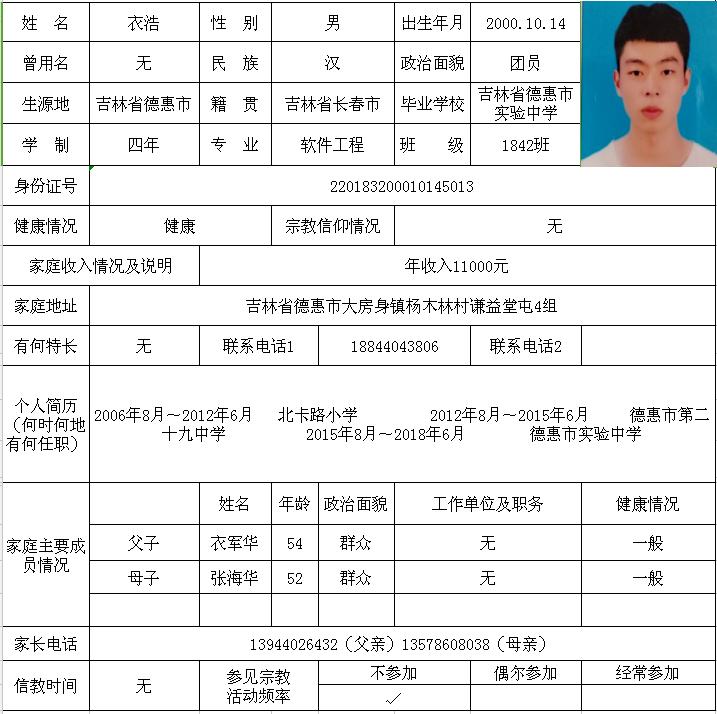 姓 名 衣浩 性 别 男 出生年月 2000.10.14
曾用名 无 民 族 汉 政治面貌 团员
生源地 吉林省德惠市 籍 贯 吉林省长春市 毕业学校 吉林省德惠市
实验中学
学 制 四年 专 业 软件工程 班 级 1842班
身份证号 220183200010145013
健康情况 健康 宗教信仰情况 无
家庭收入情况及说明 年收入11000元
家庭地址 吉林省德惠市大房身镇杨木林村谦益堂屯4组
有何特长 无 联系电话1 18844043806 联系电话2
个人简历
（何时何地
有何任职）
2006年8月～2012年6月 北卡路小学 2012年8月～2015年6月 德惠市第二
十九中学 2015年8月～2018年6月 德惠市实验中学
家庭主要成
员情况
姓名 年龄 政治面貌 工作单位及职务 健康情况
父子 衣军华 54 群众 无 一般
母子 张海华 52 群众 无 一般
家长电话 13944026432（父亲）13578608038（母亲）
信教时间 无 参见宗教
活动频率
不参加 偶尔参加 经常参加
✓